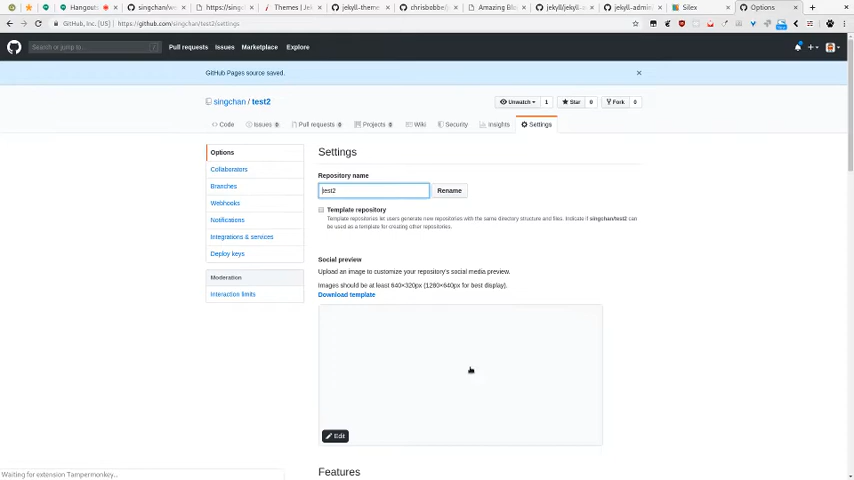 Hangouts
singchan/we
https://singl
Themes | Jek
jekyll-theme
chrisbobbe/j
Amazing Bla
jekyll/jekyll-a
jekyll-admin
Silex
Options
GitHub, Inc. [US] | https://github.com/singchan/test2/settings
Search or jump to...
/
Pull requests
Issues
Marketplace
Explore
GitHub Pages source saved.
singchan / test2
Unwatch 1
Star 0
Fork 0
Code
Issues 0
Pull requests 0
Projects 0
Wiki
Security
Insights
Settings
Options
Collaborators
Branches
Webhooks
Notifications
Integrations & services
Deploy keys
Moderation
Interaction limits
Settings
Repository name
test2
Rename
Template repository
Template repositories let users generate new repositories with the same directory structure and files. Indicate if singchan/test2 can
be used as a template for creating other repositories.
Social preview
Upload an image to customize your repository's social media preview.
Images should be at least 640×320px (1280×640px for best display).
Download template
Edit
Features
Waiting for extension Tampermonkey...